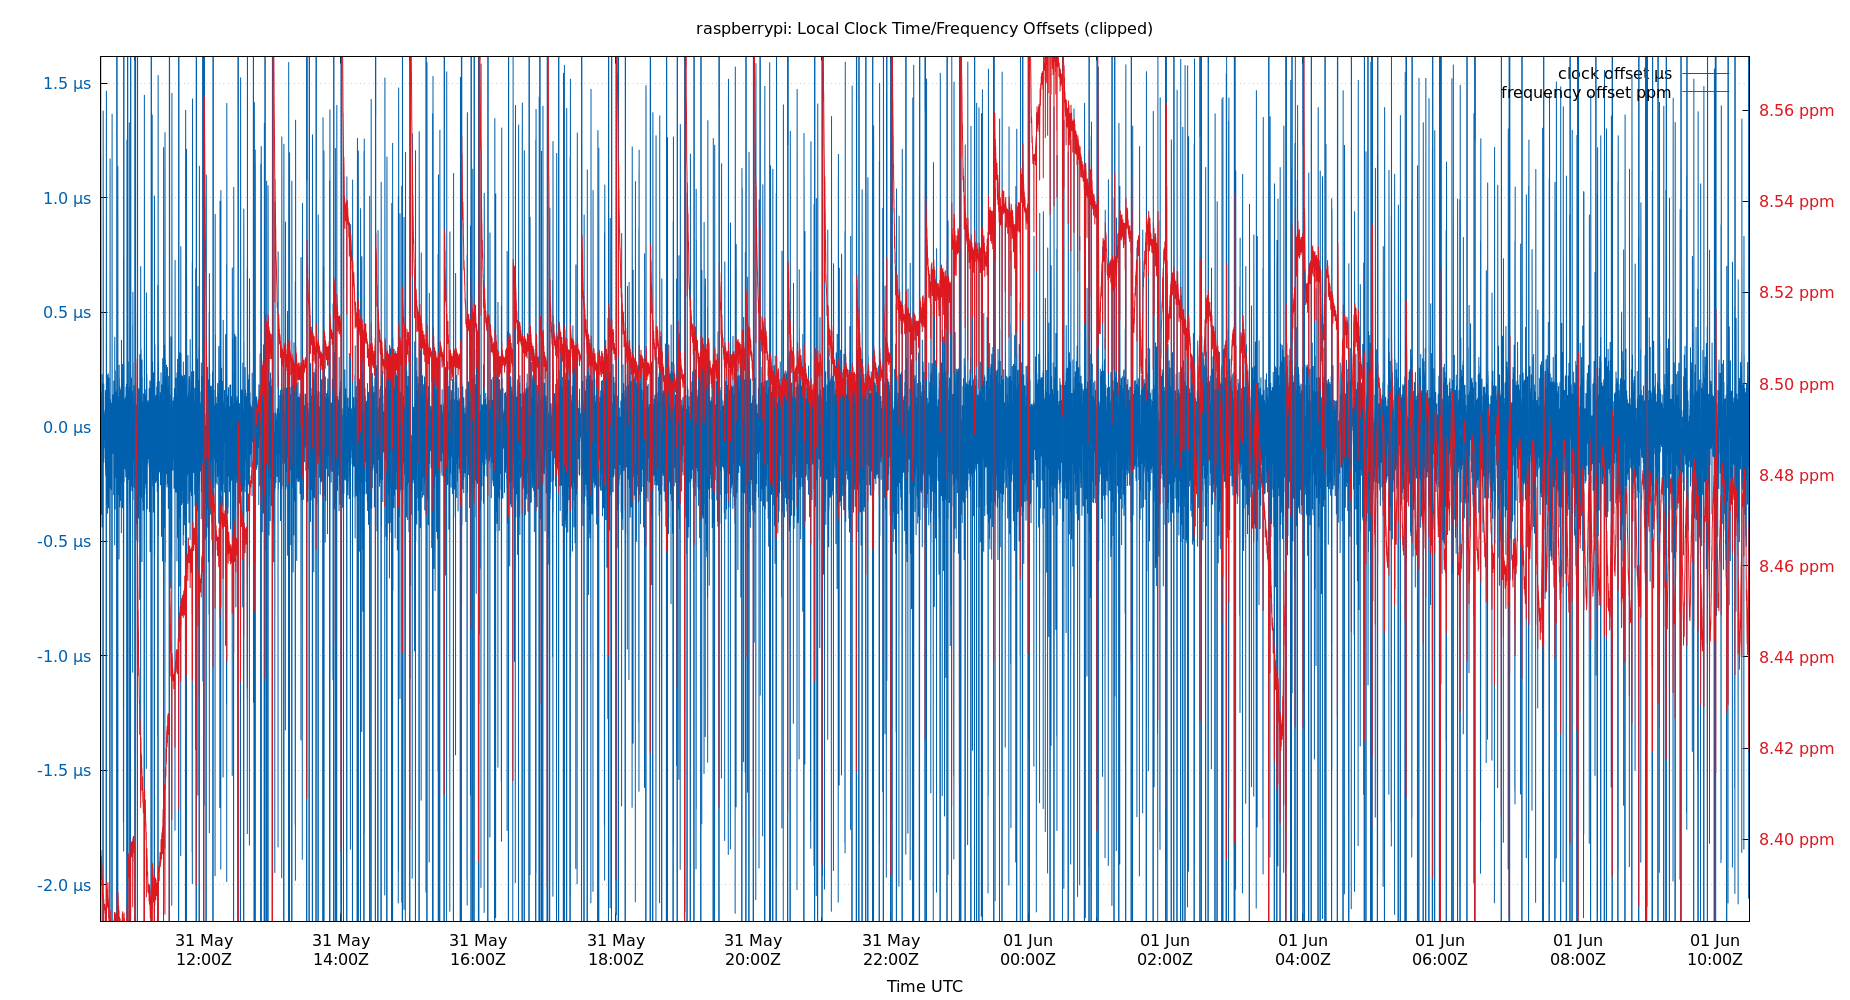 raspberrypi: Local Clock Time/Frequency Offsets (clipped)
clock offset µs
frequency offset ppm
1.5 µs
1.0 µs
0.5 µs
0.0 µs
-0.5 µs
-1.0 µs
-1.5 µs
-2.0 µs
8.56 ppm
8.54 ppm
8.52 ppm
8.50 ppm
8.48 ppm
8.46 ppm
8.44 ppm
8.42 ppm
8.40 ppm
31 May 31 May 31 May 31 May 31 May 31 May 01 Jun 01 Jun 01 Jun 01 Jun 01 Jun 01 Jun
12:00Z 14:00Z 16:00Z 18:00Z 20:00Z 22:00Z 00:00Z 02:00Z 04:00Z 06:00Z 08:00Z 10:00Z
Time UTC